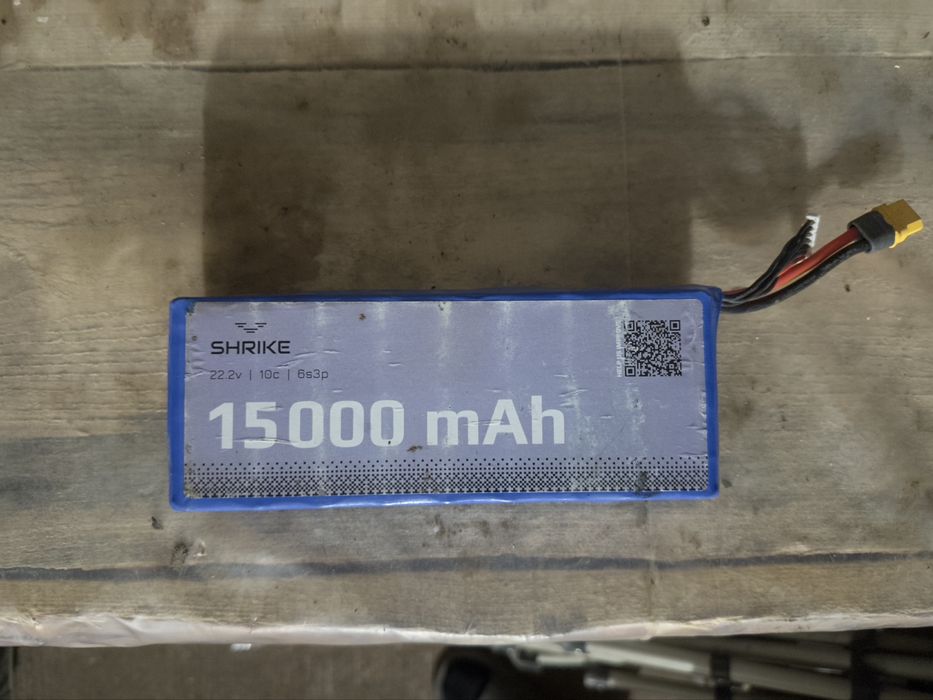 SHRIKE
22.2v | 10c | 6s3p
15000 mAh